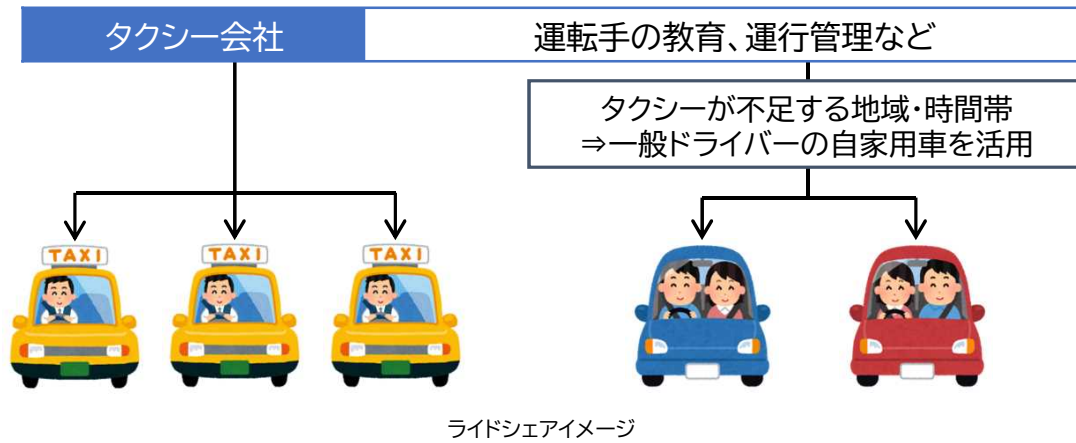 タクシー会社
運転手の教育、運行管理など
タクシーが不足する地域・時間帯
⇒一般ドライバーの自家用車を活用
TAXI
TAXI
TAXI
ライドシェアイメージ